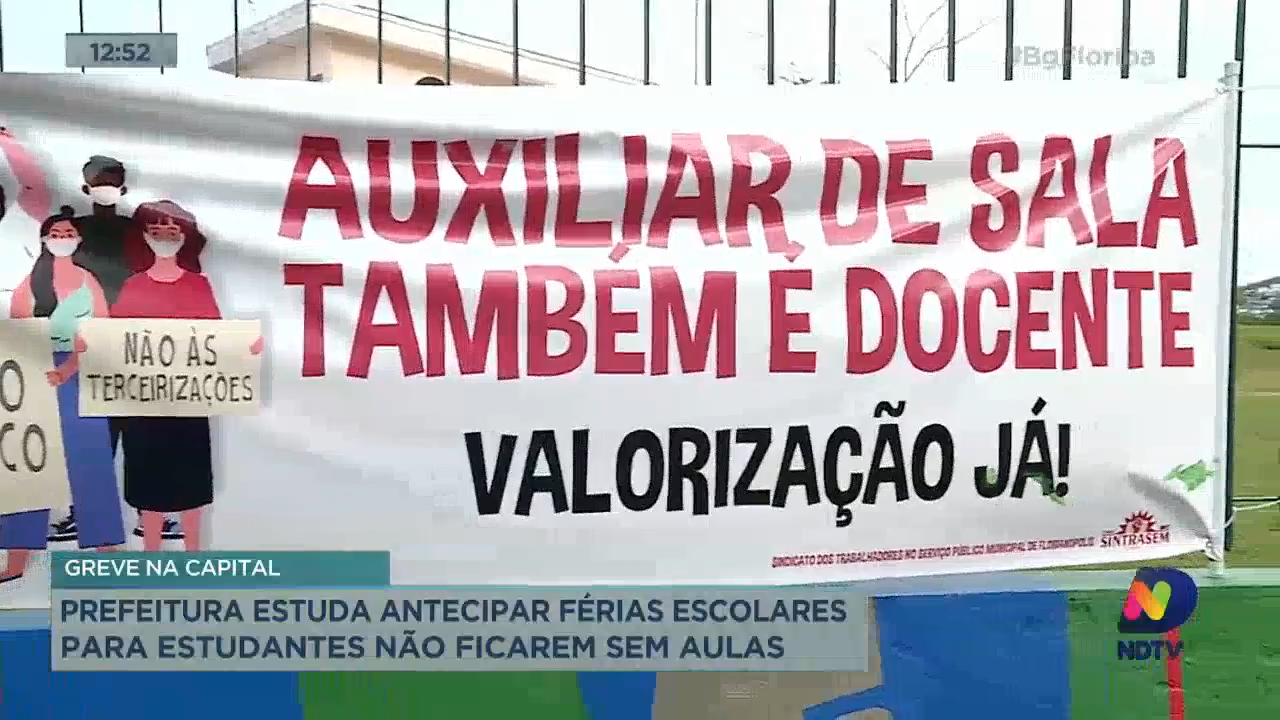 12:52
#BgFloripa
AUXILIAR DE SALA
TAMBÉM É DOCENTE
VALORIZAÇÃO JÁ!
NÃO ÀS
TERCEIRIZAÇÕES
O
CO
SINDICATO DOS TRABALHADORES NO SERVIÇO PÚBLICO MUNICIPAL DE FLORIANÓPOLIS
SINTRASEM
GREVE NA CAPITAL
PREFEITURA ESTUDA ANTECIPAR FÉRIAS ESCOLARES
PARA ESTUDANTES NÃO FICAREM SEM AULAS
N
NDTV